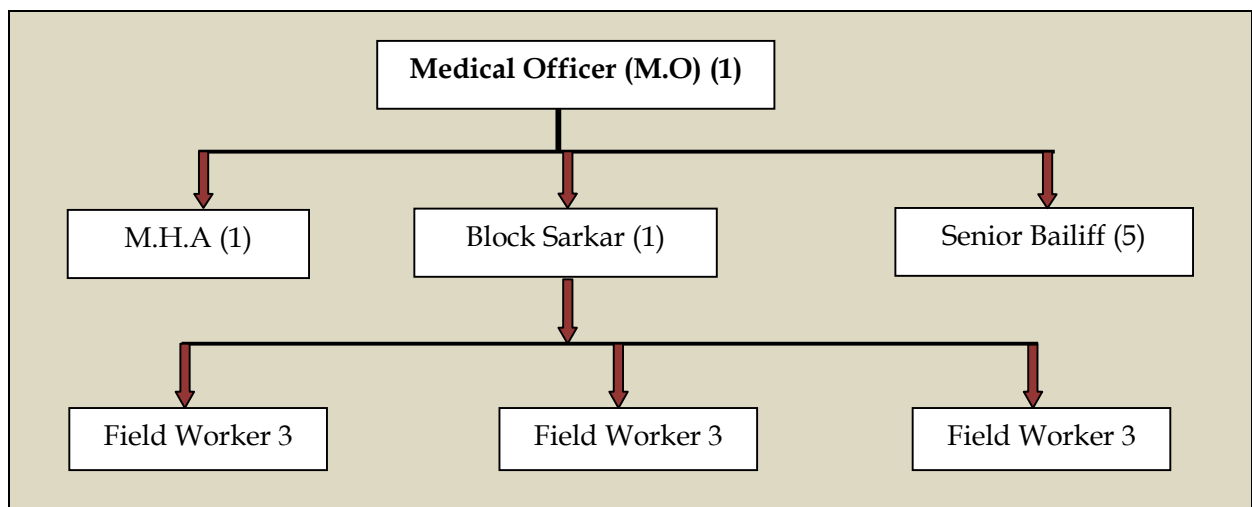 Medical Officer (M.O) (1)
M.H.A (1)
Block Sarkar (1)
Senior Bailiff (5)
Field Worker 3
Field Worker 3
Field Worker 3